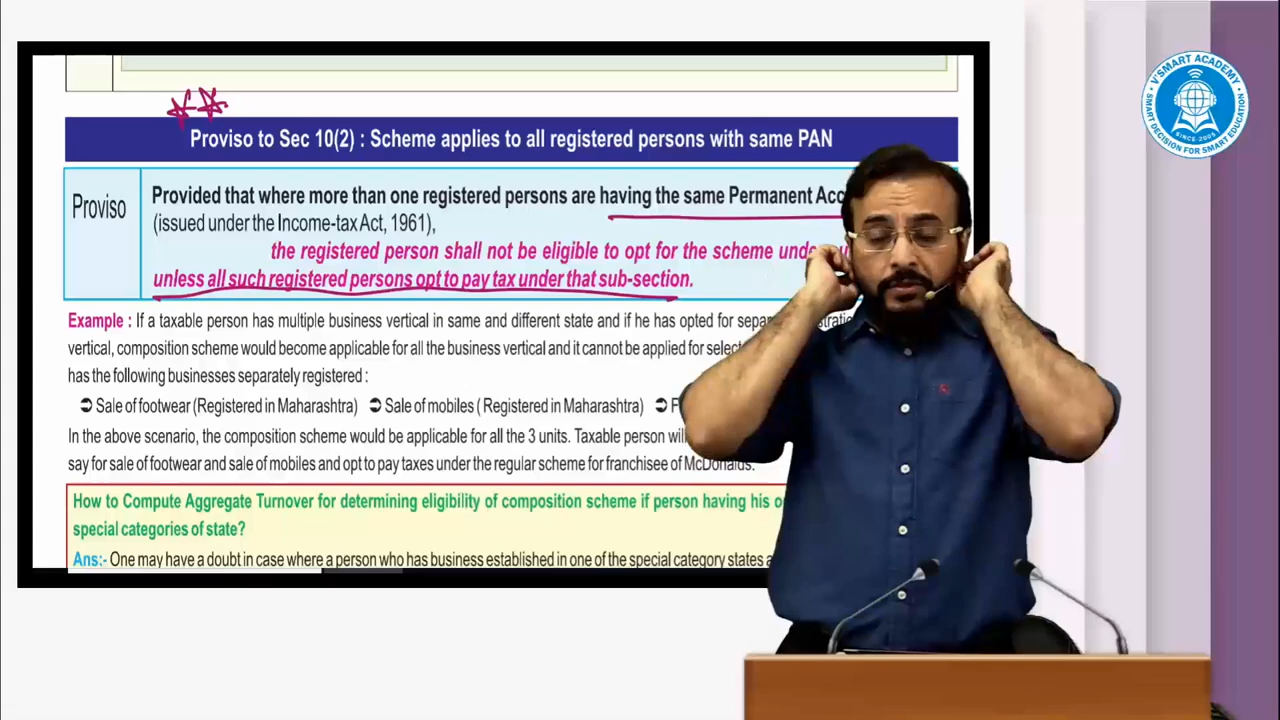 Proviso to Sec 10(2) : Scheme applies to all registered persons with same PAN
Proviso
Provided that where more than one registered persons are having the same Permanent
(issued under the Income-tax Act, 1961),
the registered person shall not be eligible to opt for the scheme
unless all such registered persons opt to pay tax under that sub-section.
Example : If a taxable person has multiple business vertical in same and different state and if he has opted for
vertical, composition scheme would become applicable for all the business vertical and it cannot be applied for
has the following businesses separately registered :
➲ Sale of footwear (Registered in Maharashtra) ➲ Sale of mobiles ( Registered in Maharashtra) ➲
In the above scenario, the composition scheme would be applicable for all the 3 units. Taxable person
say for sale of footwear and sale of mobiles and opt to pay taxes under the regular scheme for franchisee of McDonalds.
How to Compute Aggregate Turnover for determining eligibility of composition scheme if person having his
special categories of state?
Ans:- One may have a doubt in case where a person who has business established in one of the special category states
V'SMART ACADEMY
SINCE-2005
SMART DECISION FOR SMART EDUCATION